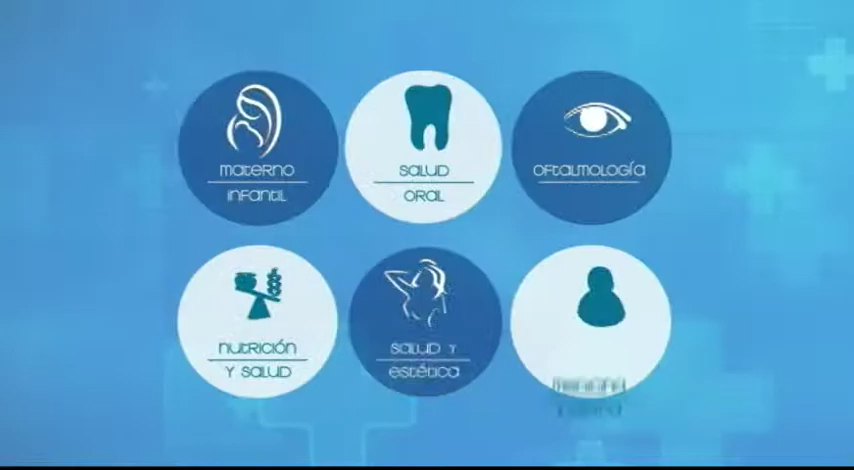 materno
infantil
salud
oral
oftalmología
nutrición
y salud
salud y
estética